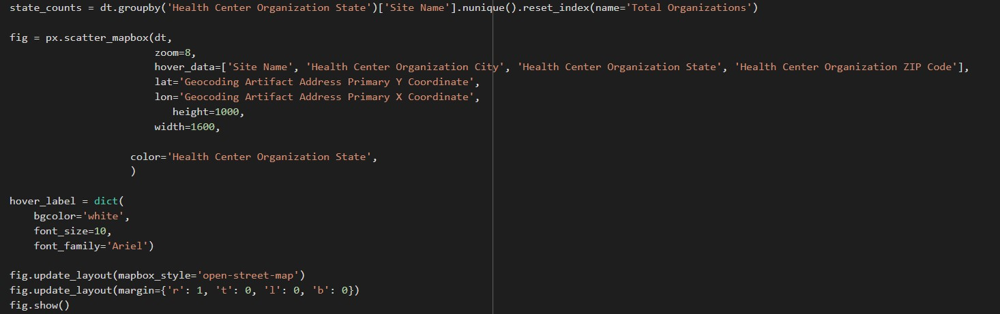 state_counts = dt.groupby('Health Center Organization State')['Site Name'].nunique().reset_index(name='Total Organizations')
fig = px.scatter_mapbox(dt,
zoom=8,
hover_data=['Site Name', 'Health Center Organization City', 'Health Center Organization State', 'Health Center Organization ZIP Code'],
lat='Geocoding Artifact Address Primary Y Coordinate',
lon='Geocoding Artifact Address Primary X Coordinate',
height=1000,
width=1600,
color='Health Center Organization State',
)
hover_label = dict(
bgcolor='white',
font_size=10,
font_family='Ariel')
fig.update_layout(mapbox_style='open-street-map')
fig.update_layout(margin={'r': 1, 't': 0, 'l': 0, 'b': 0})
fig.show()